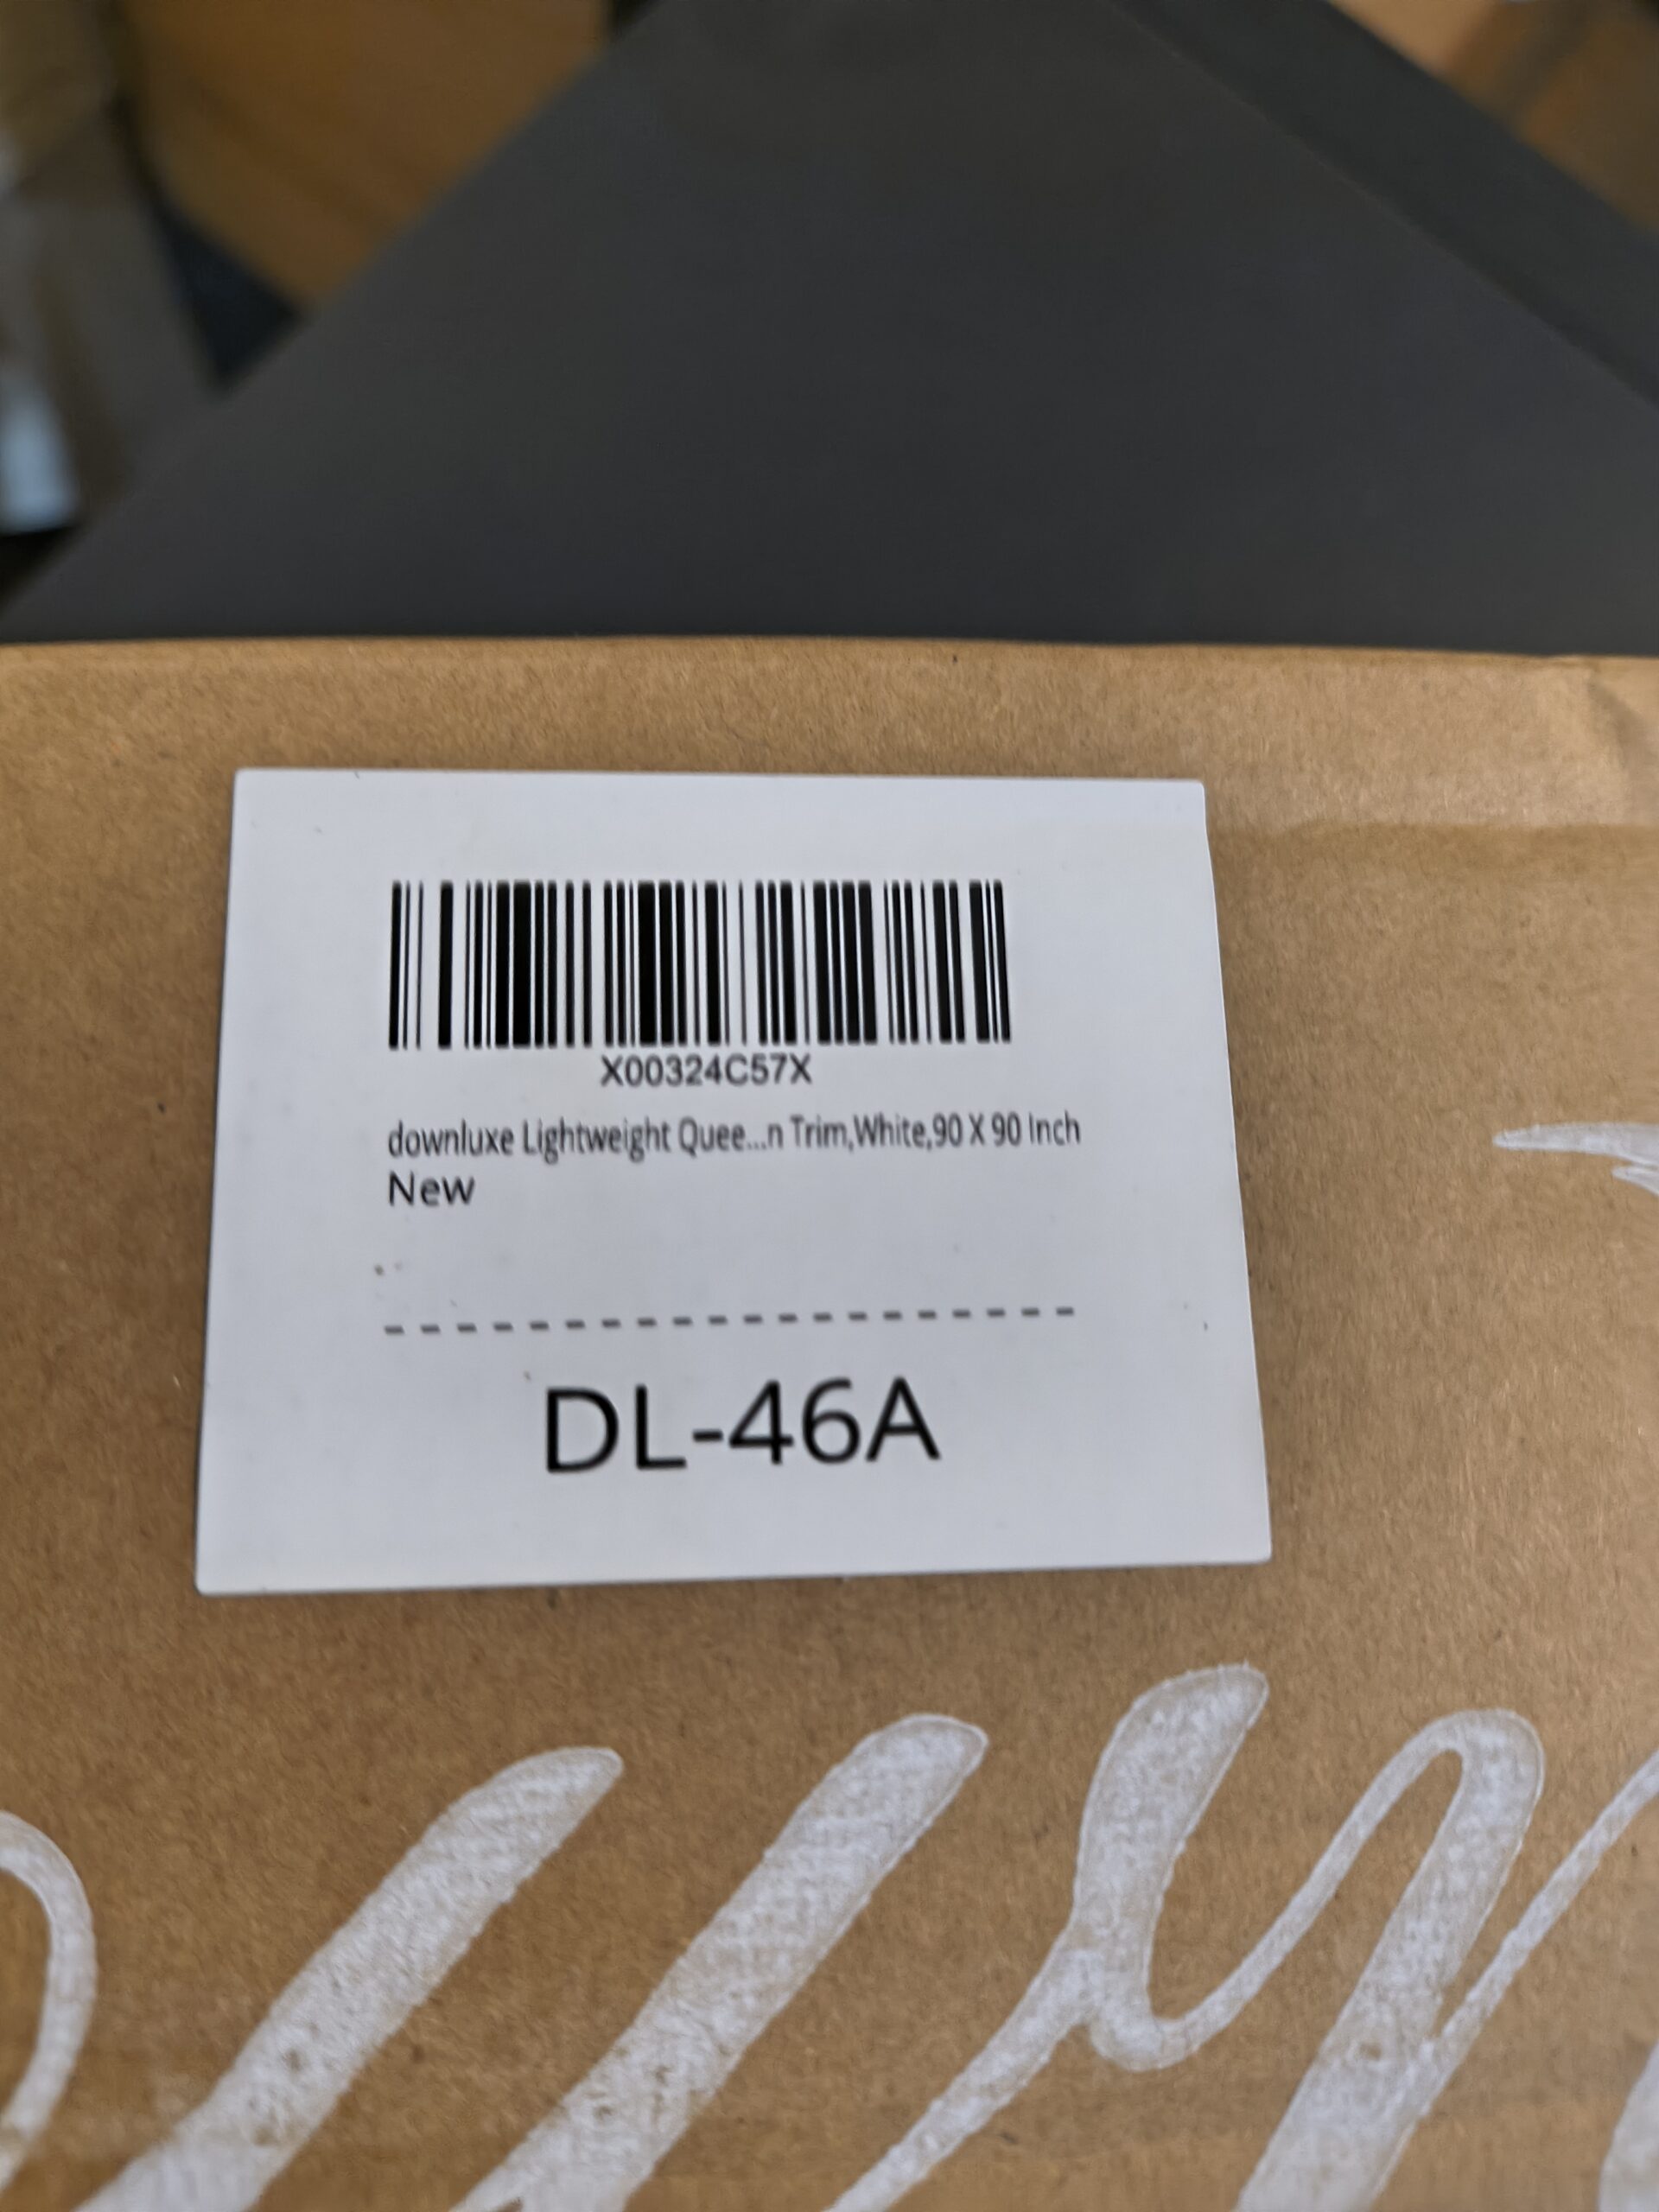 X00324C57X
downluxe Lightweight Quee...n Trim,White,90 X 90 Inch
New
DL-46A